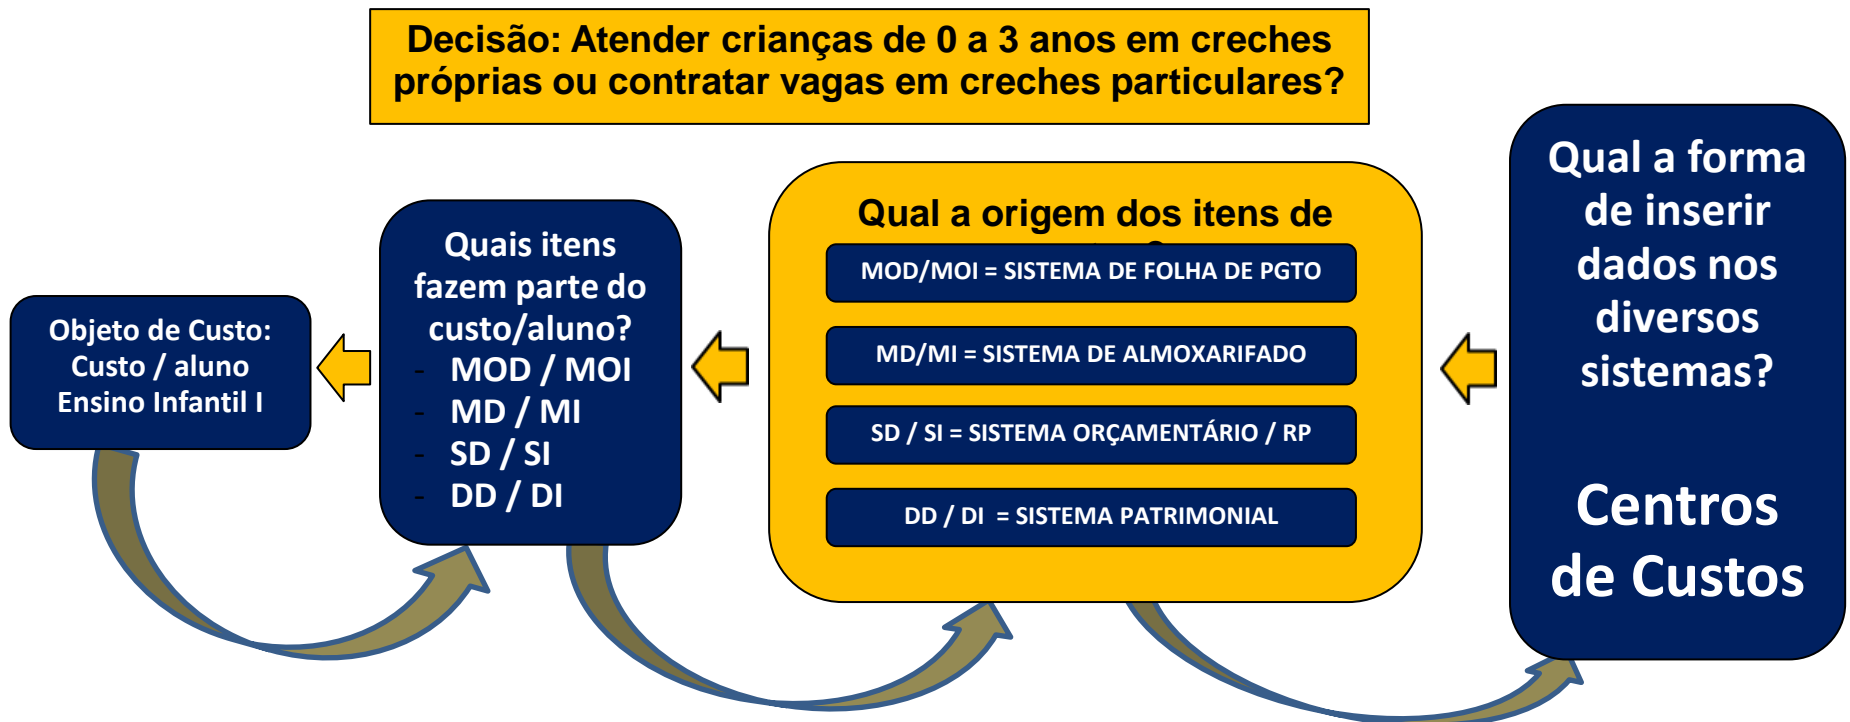 Decisão: Atender crianças de 0 a 3 anos em creches
próprias ou contratar vagas em creches particulares?
Objeto de Custo:
Custo / aluno
Ensino Infantil I
Quais itens
fazem parte do
custo/aluno?
- MOD / MOI
- MD / MI
- SD / SI
- DD / DI
Qual a origem dos itens de
MOD/MOI = SISTEMA DE FOLHA DE PGTO
MD/MI = SISTEMA DE ALMOXARIFADO
SD / SI = SISTEMA ORÇAMENTÁRIO / RP
DD / DI = SISTEMA PATRIMONIAL
Qual a forma
de inserir
dados nos
diversos
sistemas?
Centros
de Custos